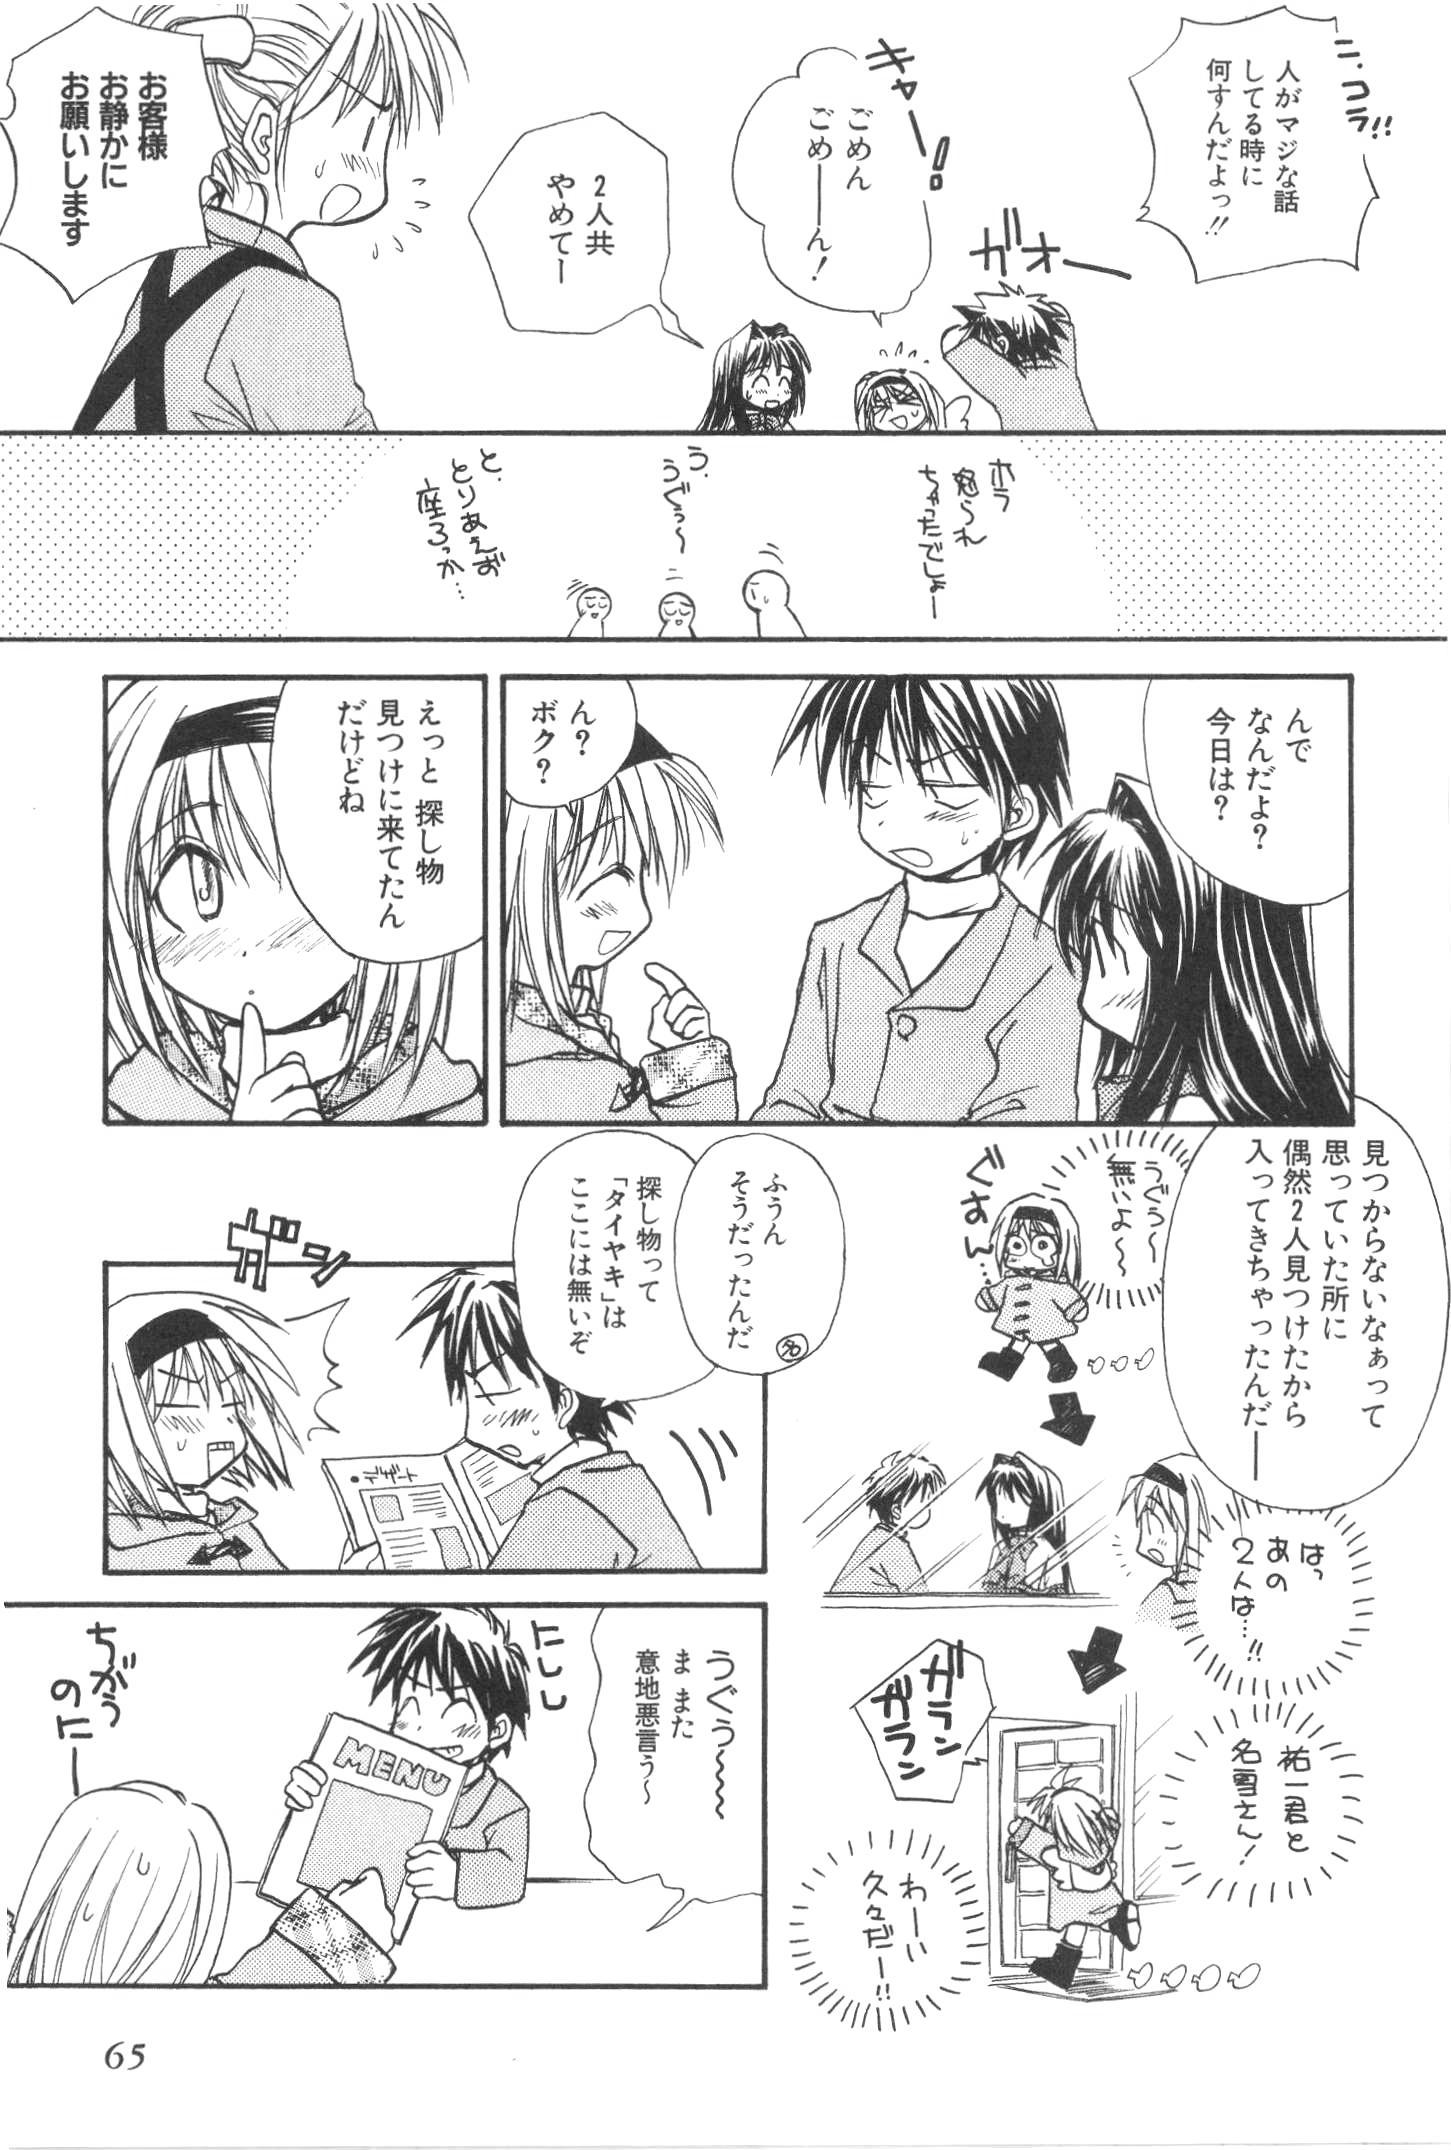 ニ、コラ!!
人がマジな話
してる時に
何すんだよっ!!
ガオーー
キャー!
ごめん
ごめーーん!
2人共
やめてー
お客様
お静かに
お願いします
ホラ
怒られ
ちゃったでしょー
う、
うぐぅ〜
と、
とりあえず
座ろっか…
んで
なんだよ?
今日は?
ん?
ボク?
えっと 探し物
見つけに来てたん
だけどね
見つからないなぁって
思っていた所に
偶然2人見つけたから
入ってきちゃったんだ――
うぐぅ〜
無いよ〜
ぐすん…
はっ
あの
2人は…!!
祐一君と
名雪さん!
ガラン
ガラン
わーい
久々だー!!
ふうん
そうだったんだ
名
探し物って
「タイヤキ」は
ここには無いぞ
ガーン
デザート
うぐぅ〜〜
ま また
意地悪言う〜
にしし
MENU
ちがう
のにー
65